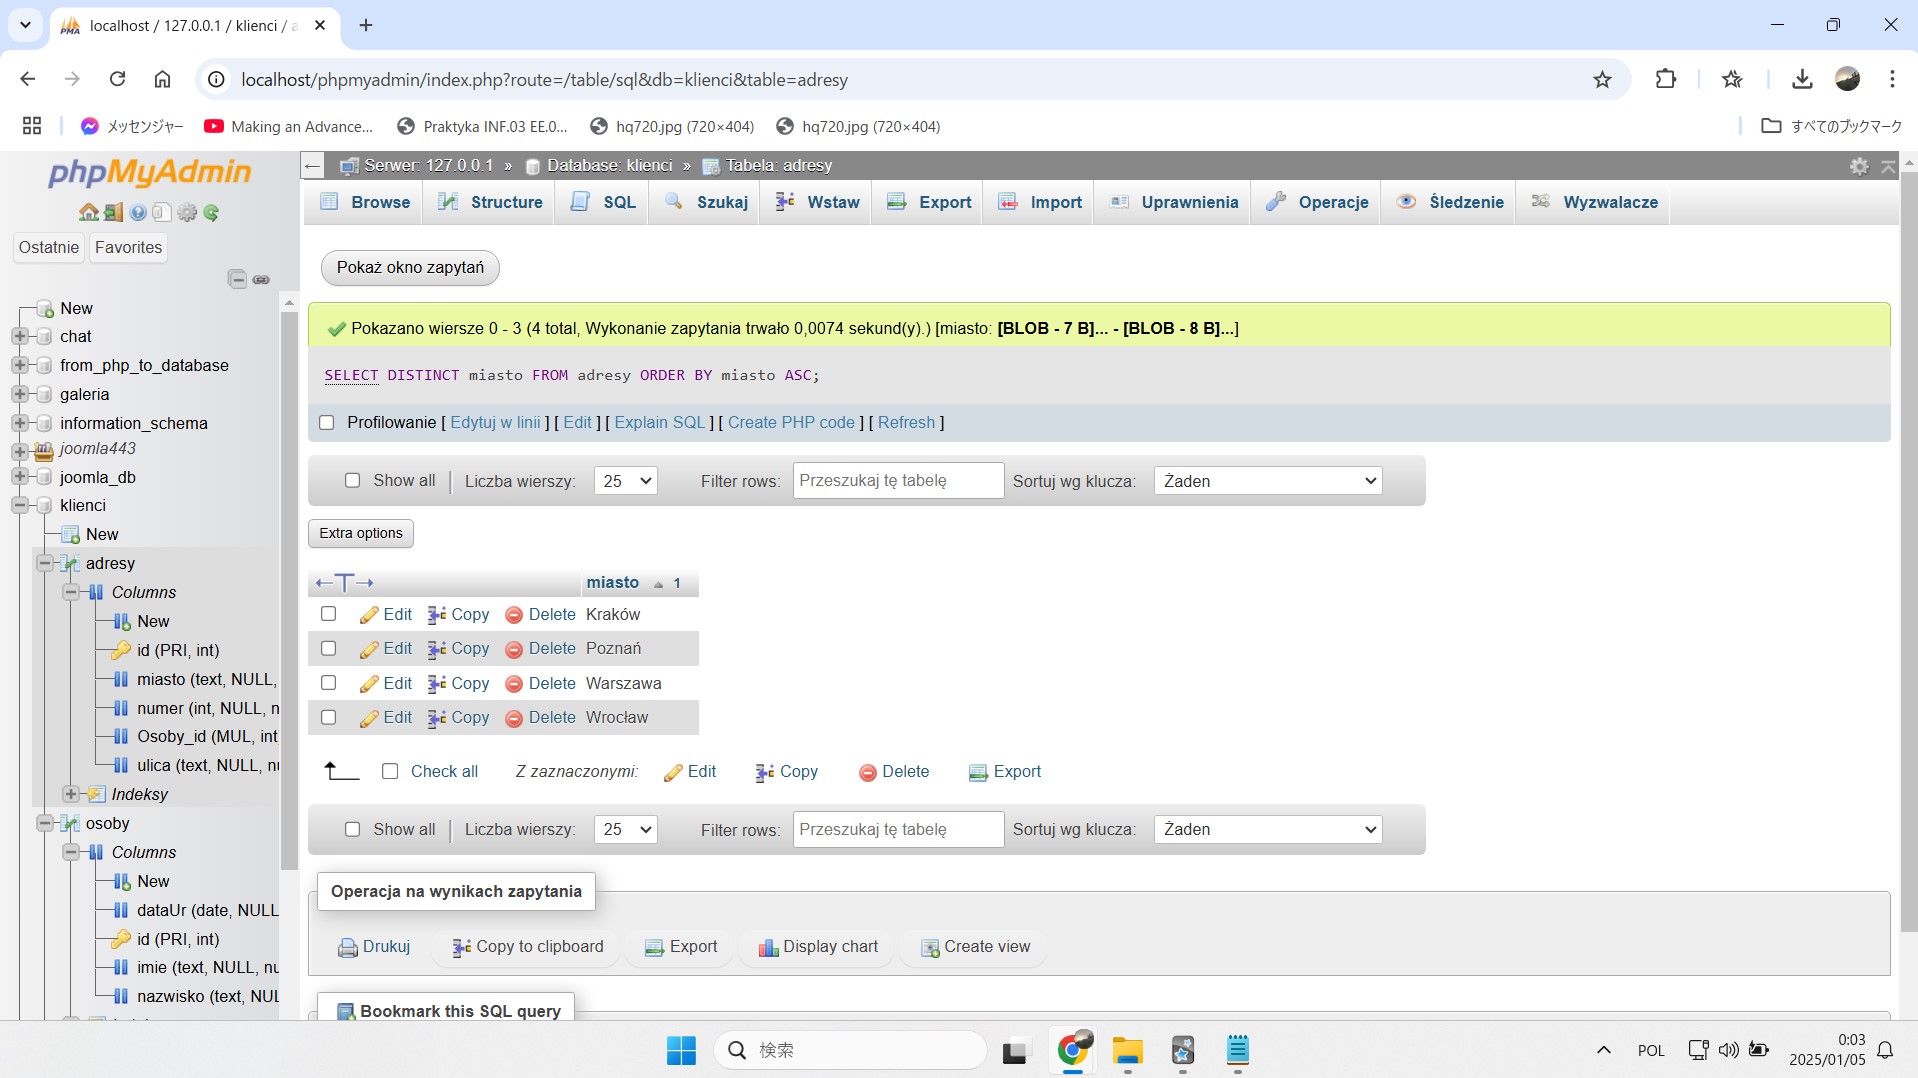 localhost / 127.0.0.1 / klienci / a
localhost/phpmyadmin/index.php?route=/table/sql&db=klienci&table=adresy
メッセンジャー
Making an Advance...
Praktyka INF.03 EE.0...
hq720.jpg (720×404)
hq720.jpg (720×404)
すべてのブックマーク
phpMyAdmin
Ostatnie
Favorites
New
chat
from_php_to_database
galeria
information_schema
joomla443
joomla_db
klienci
New
adresy
Columns
New
id (PRI, int)
miasto (text, NULL,
numer (int, NULL, n
Osoby_id (MUL, int
ulica (text, NULL, nu
Indeksy
osoby
Columns
New
dataUr (date, NULL
id (PRI, int)
imie (text, NULL, nu
nazwisko (text, NUL
Serwer: 127.0.0.1 » Database: klienci » Tabela: adresy
Browse
Structure
SQL
Szukaj
Wstaw
Export
Import
Uprawnienia
Operacje
Śledzenie
Wyzwalacze
Pokaż okno zapytań
Pokazano wiersze 0 - 3 (4 total, Wykonanie zapytania trwało 0,0074 sekund(y).) [miasto: [BLOB - 7 B]... - [BLOB - 8 B]...]
SELECT DISTINCT miasto FROM adresy ORDER BY miasto ASC;
Profilowanie [ Edytuj w linii ] [ Edit ] [ Explain SQL ] [ Create PHP code ] [ Refresh ]
Show all | Liczba wierszy: 25 Filter rows: Przeszukaj tę tabelę Sortuj wg klucza: Żaden
Extra options
←T→ miasto 1
Edit Copy Delete Kraków
Edit Copy Delete Poznań
Edit Copy Delete Warszawa
Edit Copy Delete Wrocław
Check all Z zaznaczonymi: Edit Copy Delete Export
Show all | Liczba wierszy: 25 Filter rows: Przeszukaj tę tabelę Sortuj wg klucza: Żaden
Operacja na wynikach zapytania
Drukuj Copy to clipboard Export Display chart Create view
Bookmark this SQL query
検索
POL
0:03
2025/01/05